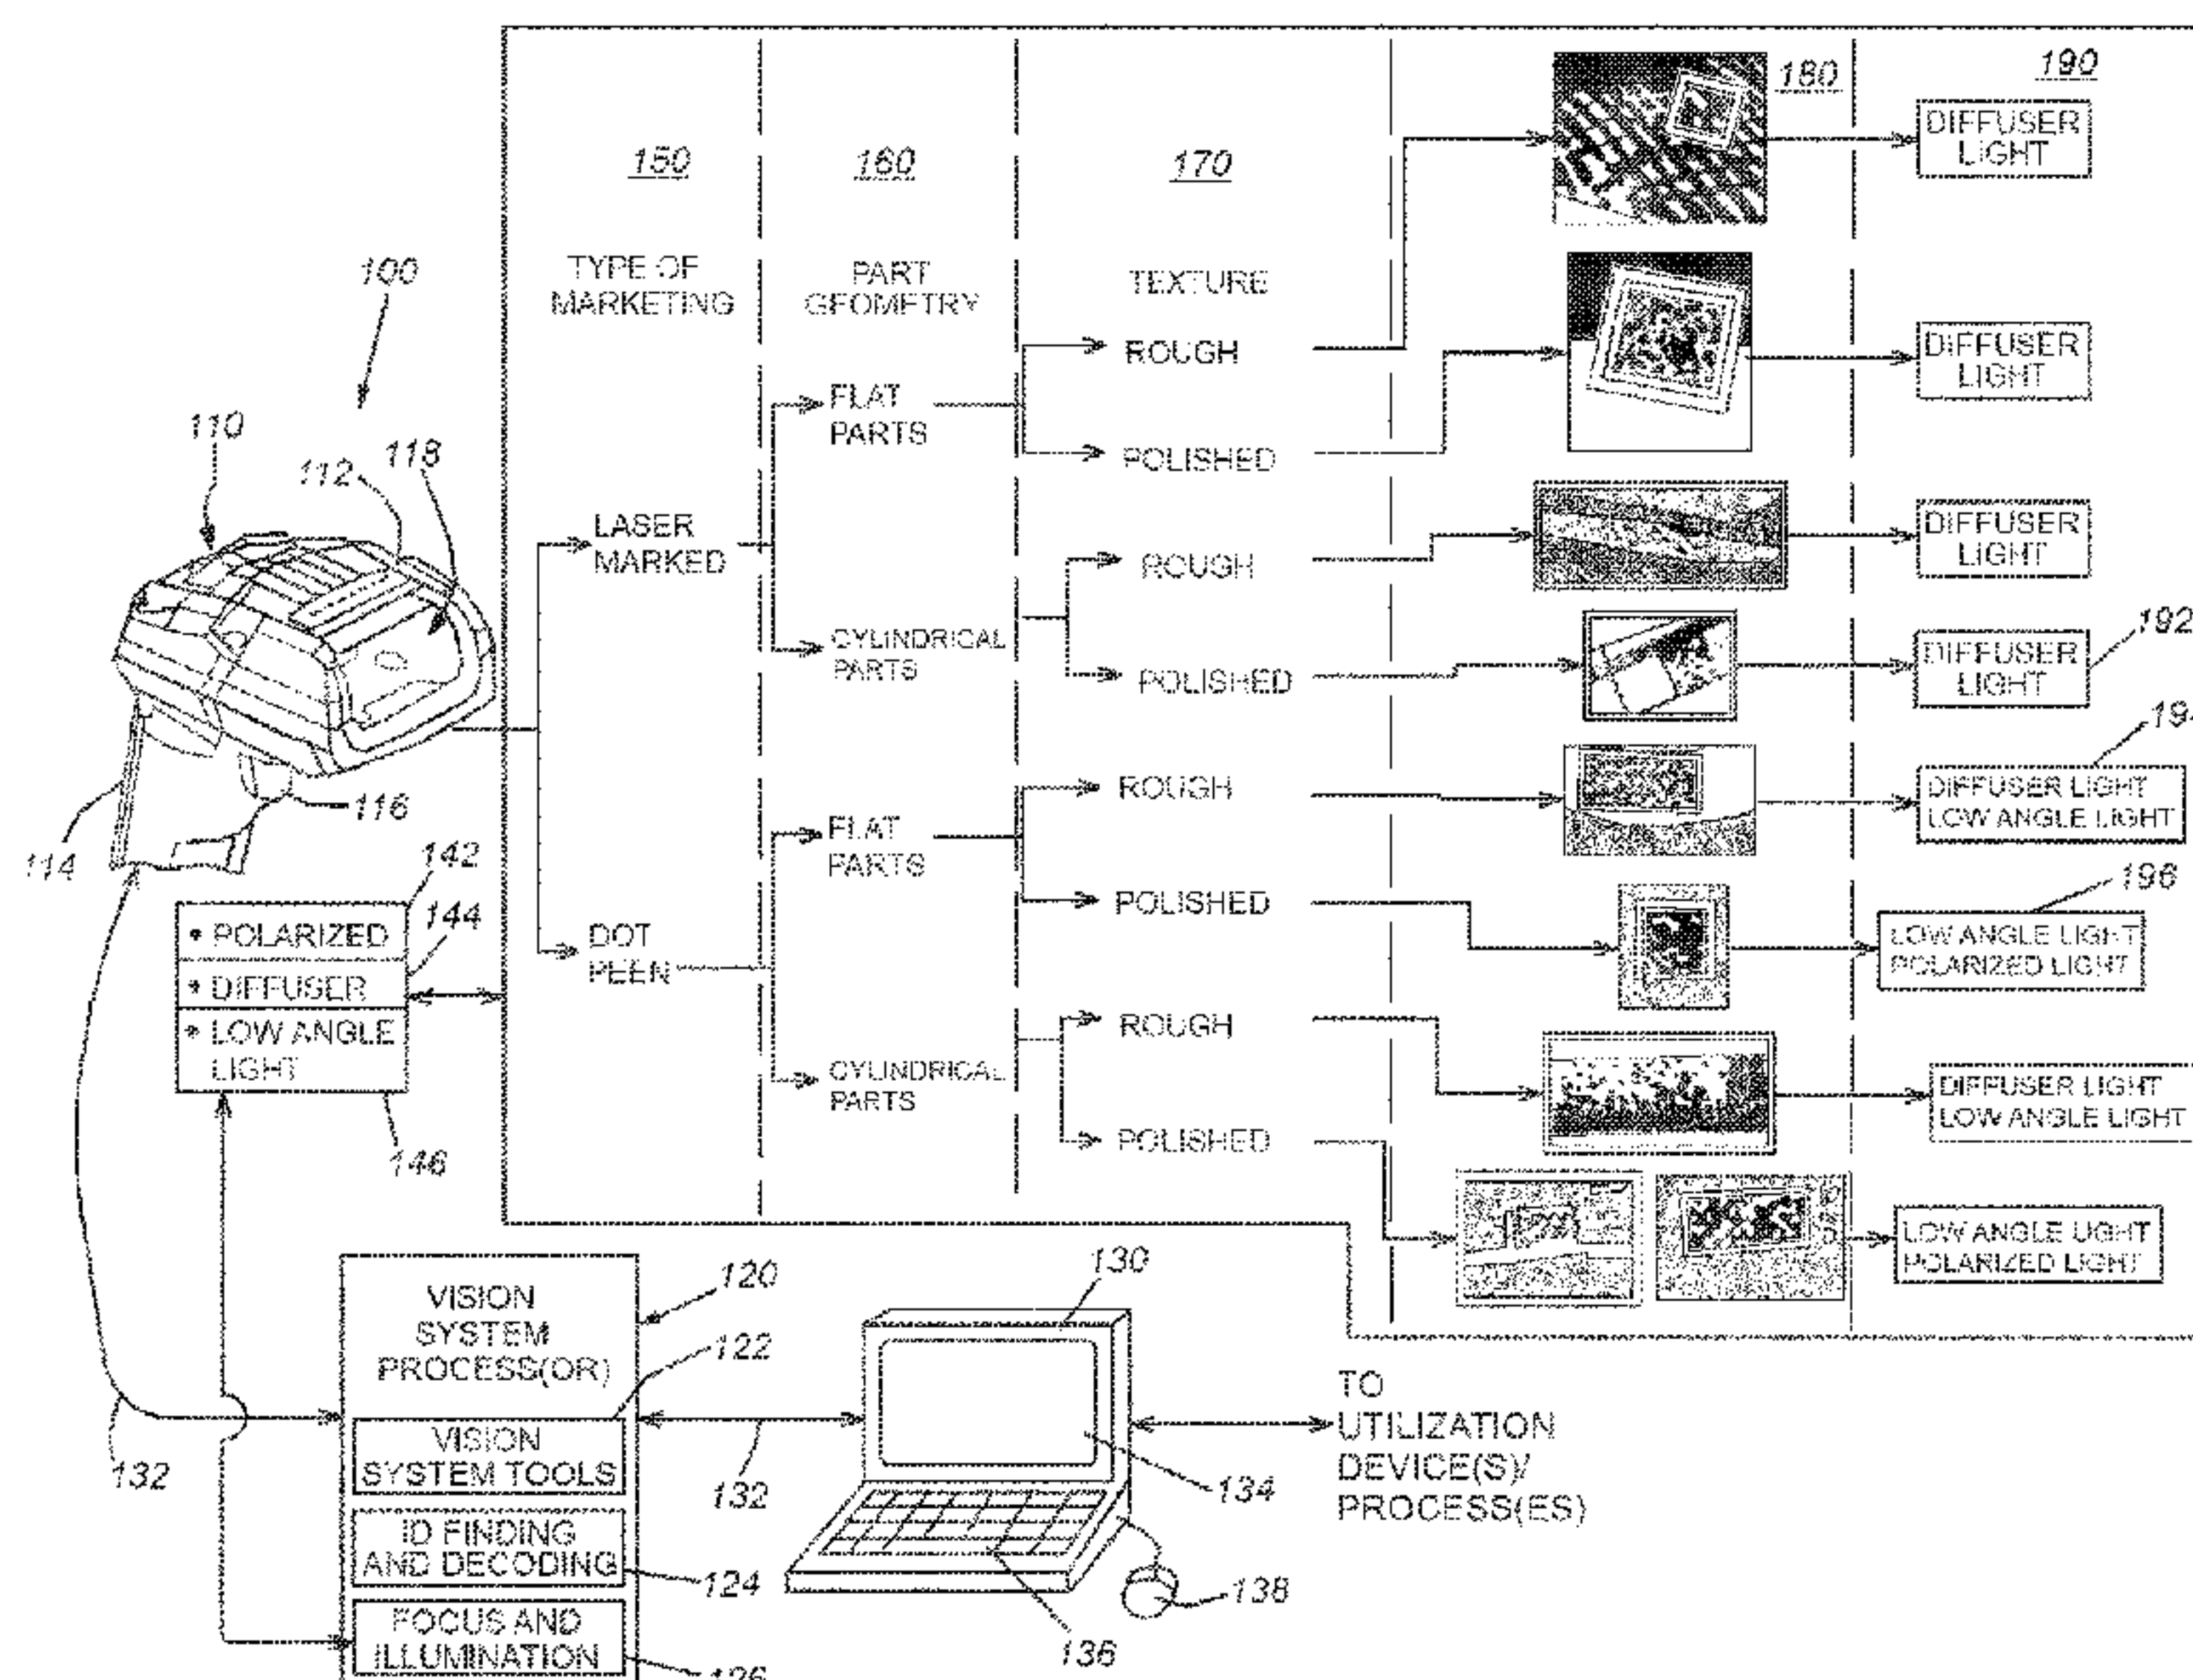 180
190
DIFFUSER
LIGHT
150
160
170
TYPE OF
MARKETING
PART
GEOMETRY
TEXTURE
100
ROUGH
DIFFUSER
LIGHT
FLAT
PARTS
POLISHED
110
112
118
LASER
MARKED
ROUGH
DIFFUSER
LIGHT
CYLINDRICAL
PARTS
POLISHED
DIFFUSER
LIGHT
192
194
ROUGH
DIFFUSER LIGHT
LOW ANGLE LIGHT
FLAT
PARTS
114
116
142
144
196
POLISHED
LOW ANGLE LIGHT
POLARIZED LIGHT
• POLARIZED
• DIFFUSER
• LOW ANGLE
LIGHT
DOT
PEEN
ROUGH
CYLINDRICAL
PARTS
DIFFUSER LIGHT
LOW ANGLE LIGHT
POLISHED
146
LOW ANGLE LIGHT
POLARIZED LIGHT
VISION
SYSTEM
PROCESS(OR)
120
122
130
VISION
SYSTEM TOOLS
132
132
134
TO
UTILIZATION
DEVICE(S)/
PROCESS(ES)
ID FINDING
AND DECODING
124
136
138
FOCUS AND
ILLUMINATION
126